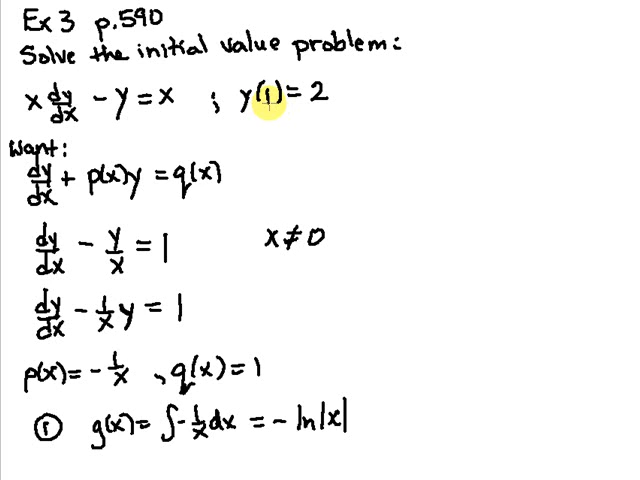 Ex 3 p.590
Solve the initial value problem:
x dy/dx - y = x ; y(1) = 2
Want:
dy/dx + p(x)y = q(x)
dy/dx - y/x = 1 x ≠ 0
dy/dx - 1/x y = 1
p(x) = - 1/x , q(x) = 1
① g(x) = ∫ - 1/x dx = - ln|x|